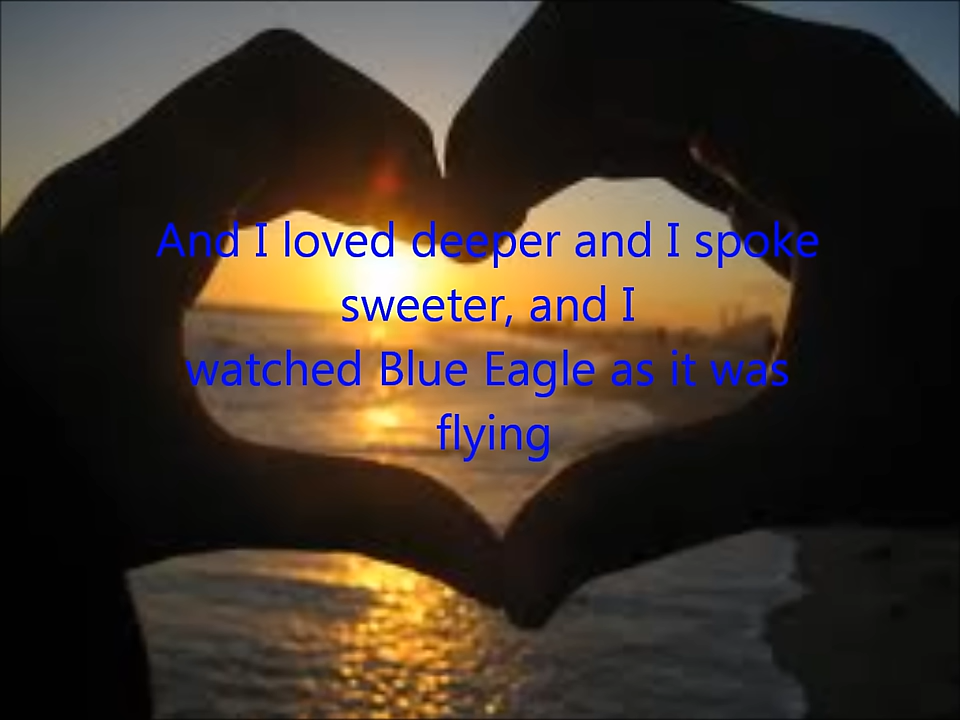 And I loved deeper and I spoke
sweeter, and I
watched Blue Eagle as it was
flying